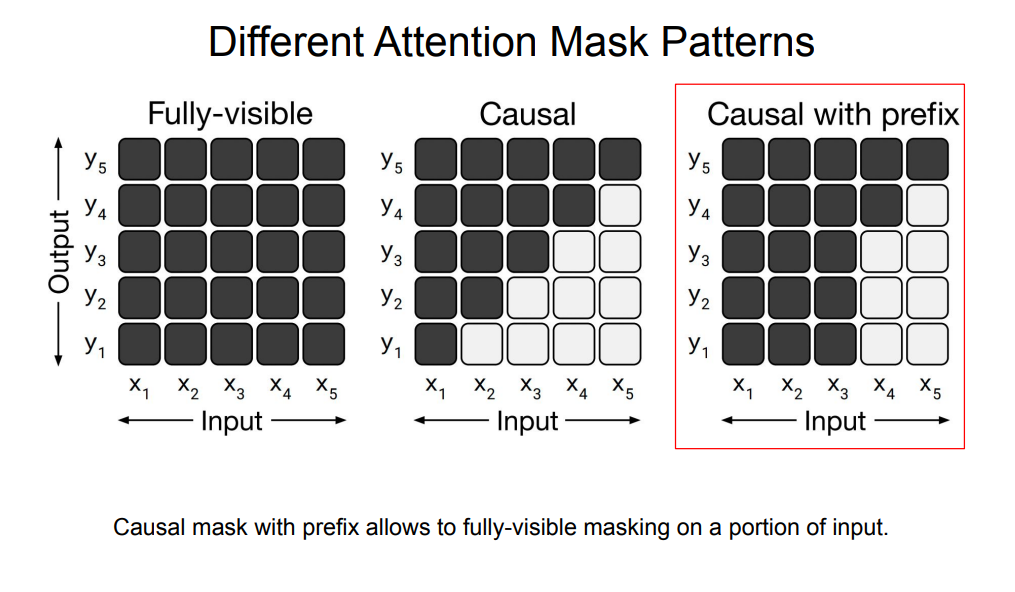 Different Attention Mask Patterns
Fully-visible
Causal
Causal with prefix
Output
y5
y4
y3
y2
y1
x1 x2 x3 x4 x5
Input
y5
y4
y3
y2
y1
x1 x2 x3 x4 x5
Input
y5
y4
y3
y2
y1
x1 x2 x3 x4 x5
Input
Causal mask with prefix allows to fully-visible masking on a portion of input.